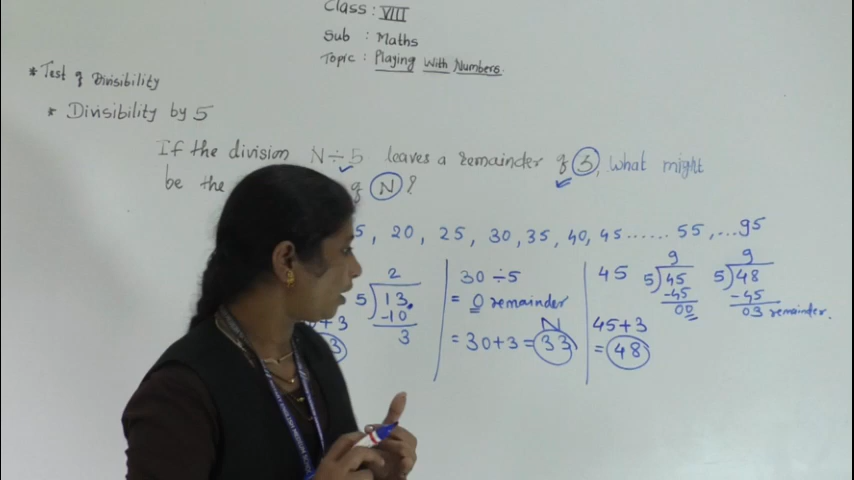 Class : VIII
Sub : Maths
Topic : Playing With Numbers.
* Test of Divisibility
* Divisibility by 5
If the division N÷5 leaves a remainder of 3, what might
be the of N?
5, 20, 25, 30, 35, 40, 45 ...... 55, ...95
2
5)13.
-10
3
+3
3
30 ÷5
= 0 remainder
N
= 30+3 = 33
45
45+3
= 48
9
5)45
-45
00
9
5)48
-45
03 remainder.